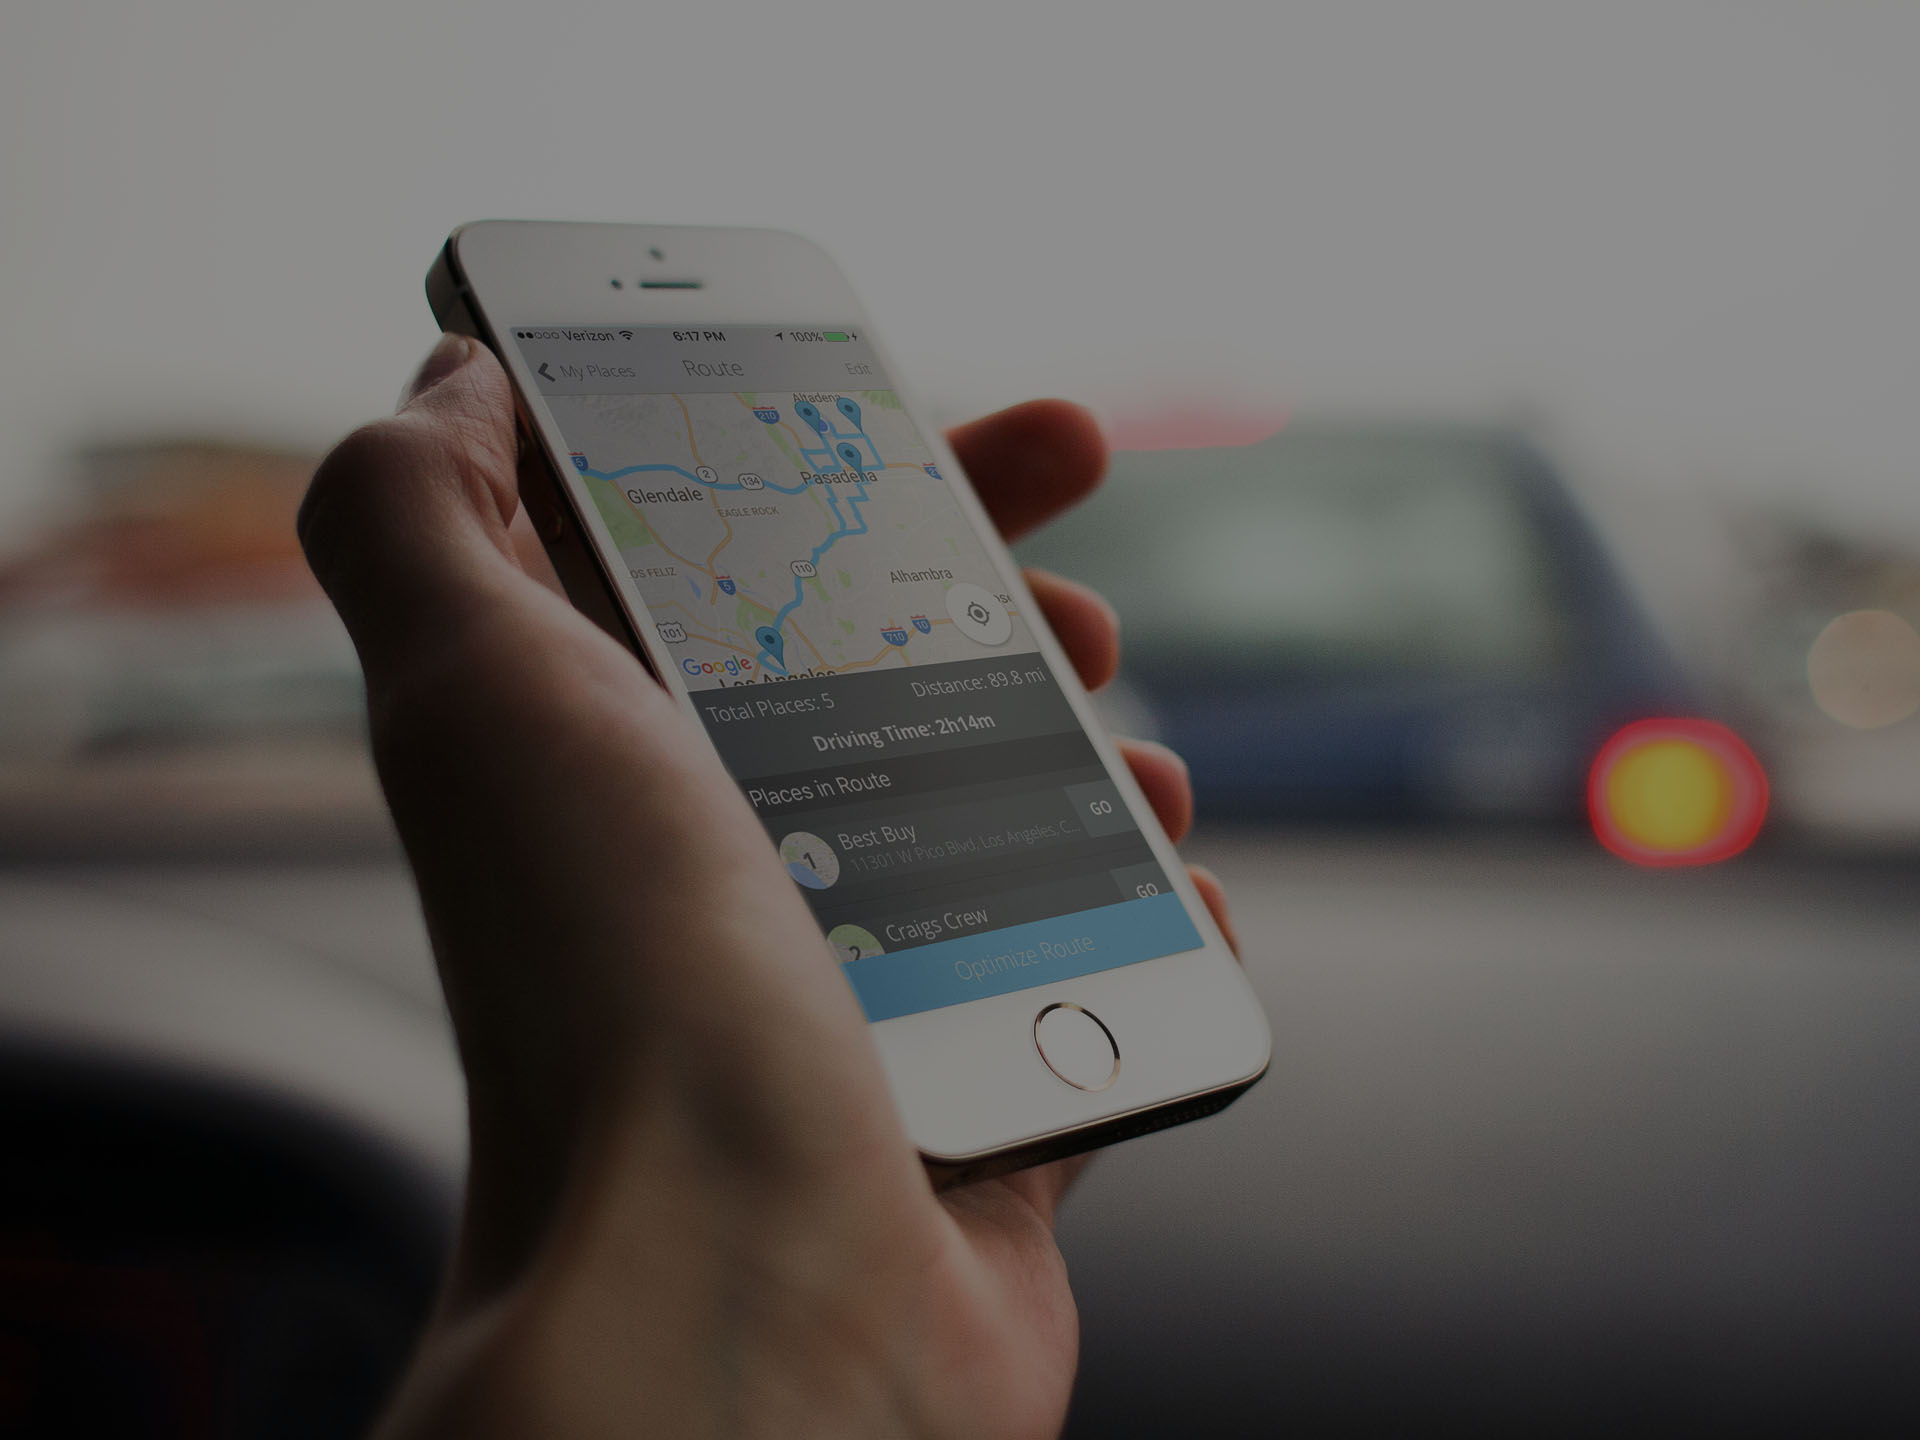 Verizon 6:17 PM 100%
My Places Route Edit
Altadena
210
5
2
134
Pasadena
Glendale
EAGLE ROCK
110
OS FELIZ
5
Alhambra
101
710
10
Google
Los Angeles
Total Places: 5 Distance: 89.8 mi
Driving Time: 2h14m
Places in Route
1 Best Buy GO
11301 W Pico Blvd, Los Angeles, C...
2 Craigs Crew GO
Optimize Route